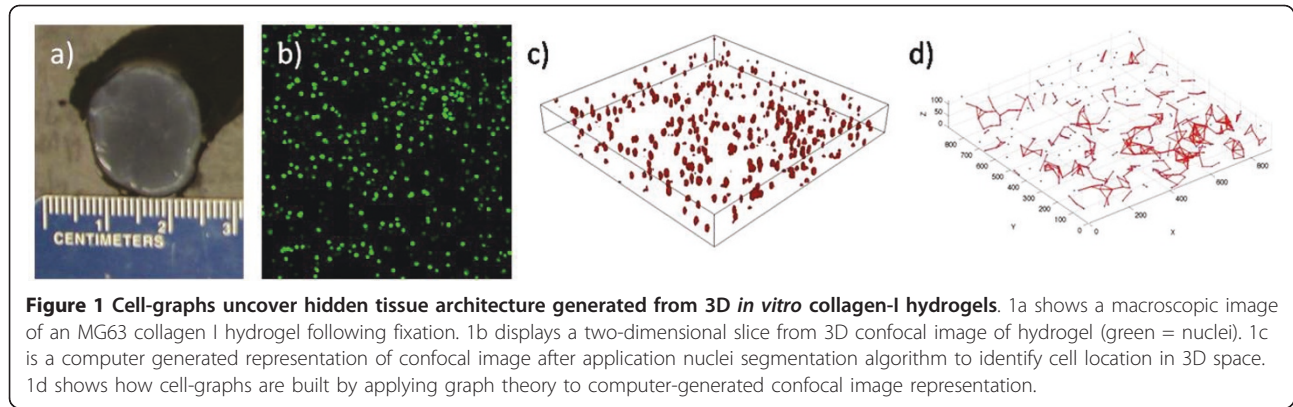 a)
b)
c)
d)
1 2 3
CENTIMETERS
100
50
0
Z
800
700
600
500
400
300
200
100
0
Y
0
200
400
600
800
X
Figure 1 Cell-graphs uncover hidden tissue architecture generated from 3D in vitro collagen-I hydrogels. 1a shows a macroscopic image
of an MG63 collagen I hydrogel following fixation. 1b displays a two-dimensional slice from 3D confocal image of hydrogel (green = nuclei). 1c
is a computer generated representation of confocal image after application nuclei segmentation algorithm to identify cell location in 3D space.
1d shows how cell-graphs are built by applying graph theory to computer-generated confocal image representation.